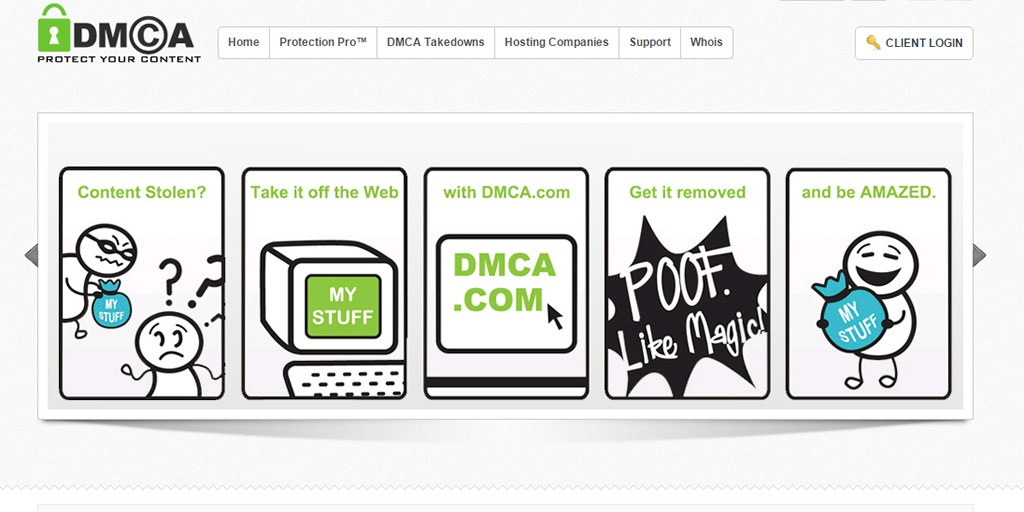 DMCA
PROTECT YOUR CONTENT
Home
Protection Pro™
DMCA Takedowns
Hosting Companies
Support
Whois
CLIENT LOGIN
Content Stolen?
MY
STUFF
? ? ?
Take it off the Web
MY
STUFF
with DMCA.com
DMCA
.COM
Get it removed
POOF.
Like Magic!
and be AMAZED.
MY
STUFF